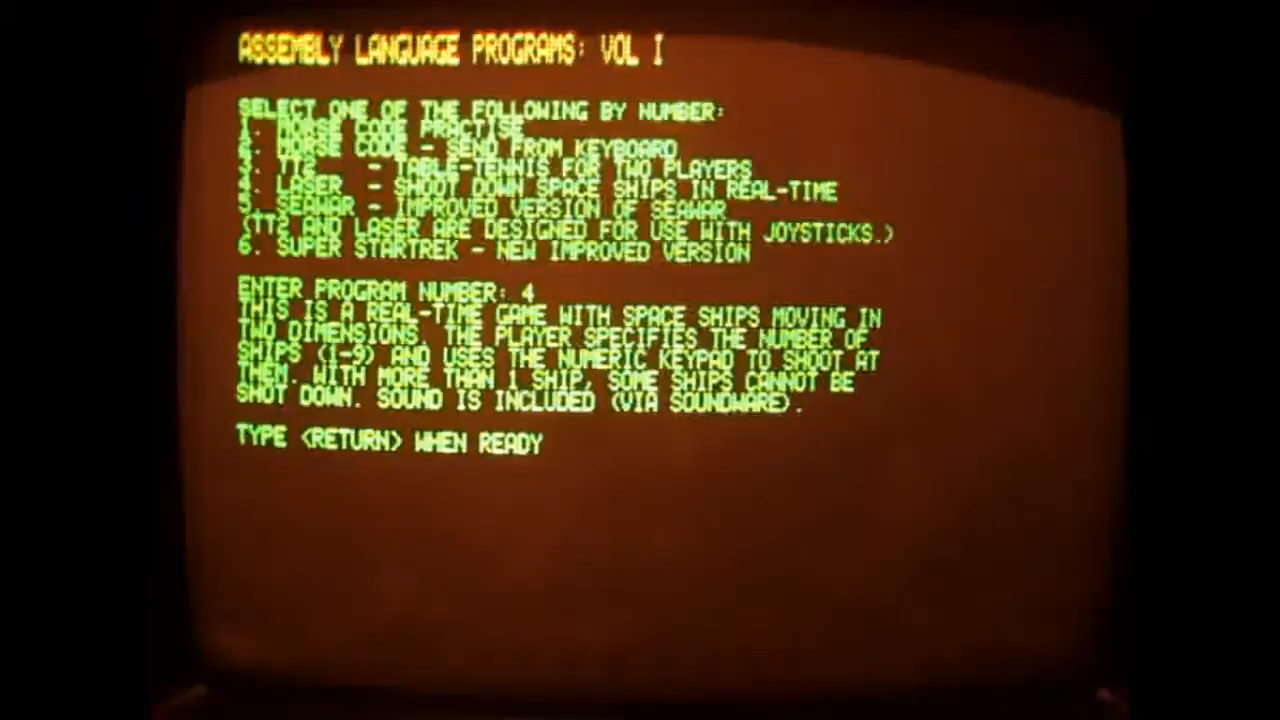 ASSEMBLY LANGUAGE PROGRAMS: VOL I
SELECT ONE OF THE FOLLOWING BY NUMBER:
1. MORSE CODE PRACTISE
2. MORSE CODE - SEND FROM KEYBOARD
3. TT2 - TABLE-TENNIS FOR TWO PLAYERS
4. LASER - SHOOT DOWN SPACE SHIPS IN REAL-TIME
5. SEAWAR - IMPROVED VERSION OF SEAWAR
(TT2 AND LASER ARE DESIGNED FOR USE WITH JOYSTICKS.)
6. SUPER STARTREK - NEW IMPROVED VERSION
ENTER PROGRAM NUMBER: 4
THIS IS A REAL-TIME GAME WITH SPACE SHIPS MOVING IN
TWO DIMENSIONS. THE PLAYER SPECIFIES THE NUMBER OF
SHIPS (1-9) AND USES THE NUMERIC KEYPAD TO SHOOT AT
THEM. WITH MORE THAN 1 SHIP, SOME SHIPS CANNOT BE
SHOT DOWN. SOUND IS INCLUDED (VIA SOUNDWARE).
TYPE <RETURN> WHEN READY